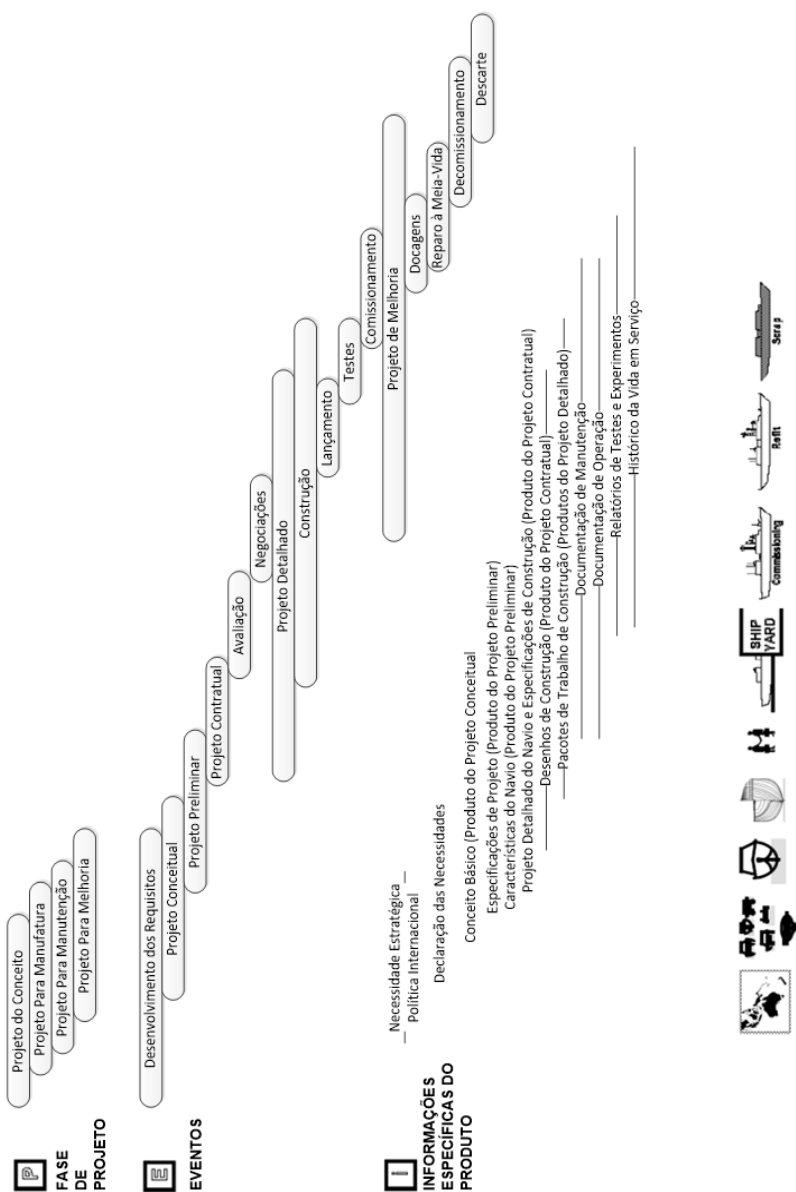 P
FASE
DE
PROJETO
Projeto do Conceito
Projeto Para Manufatura
Projeto Para Manutenção
Projeto Para Melhoria
E
EVENTOS
Desenvolvimento dos Requisitos
Projeto Conceitual
Projeto Preliminar
Projeto Contratual
Avaliação
Negociações
Projeto Detalhado
Construção
Lançamento
Testes
Comissionamento
Projeto de Melhoria
Docagens
Reparo à Meia-Vida
Decomissionamento
Descarte
I
INFORMAÇÕES
ESPECÍFICAS DO
PRODUTO
Necessidade Estratégica
Política Internacional
Declaração das Necessidades
Conceito Básico (Produto do Projeto Conceitual
Especificações de Projeto (Produto do Projeto Preliminar)
Características do Navio (Produto do Projeto Preliminar)
Projeto Detalhado do Navio e Especificações de Construção (Produto do Projeto Contratual)
Desenhos de Construção (Produto do Projeto Contratual)
Pacotes de Trabalho de Construção (Produtos do Projeto Detalhado)
Documentação de Manutenção
Documentação de Operação
Relatórios de Testes e Experimentos
Histórico da Vida em Serviço
SHIP
YARD
Commissioning
Refit
Scrap